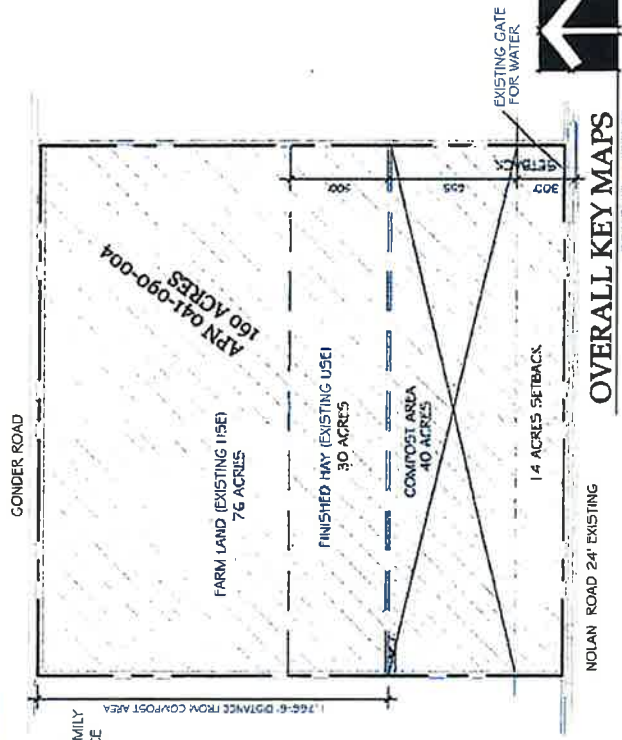 GONDER ROAD
APN 041-090-004
160 ACRES
FARM LAND (EXISTING USE)
76 ACRES
FINISHED HAY (EXISTING USE)
30 ACRES
COMPOST AREA
40 ACRES
14 ACRES SETBACK
SETBACK
300'
EXISTING GATE
FOR WATER
DISTANCE FROM COMPOST AREA
MILY
CE
NOLAN ROAD 24' EXISTING
OVERALL KEY MAPS